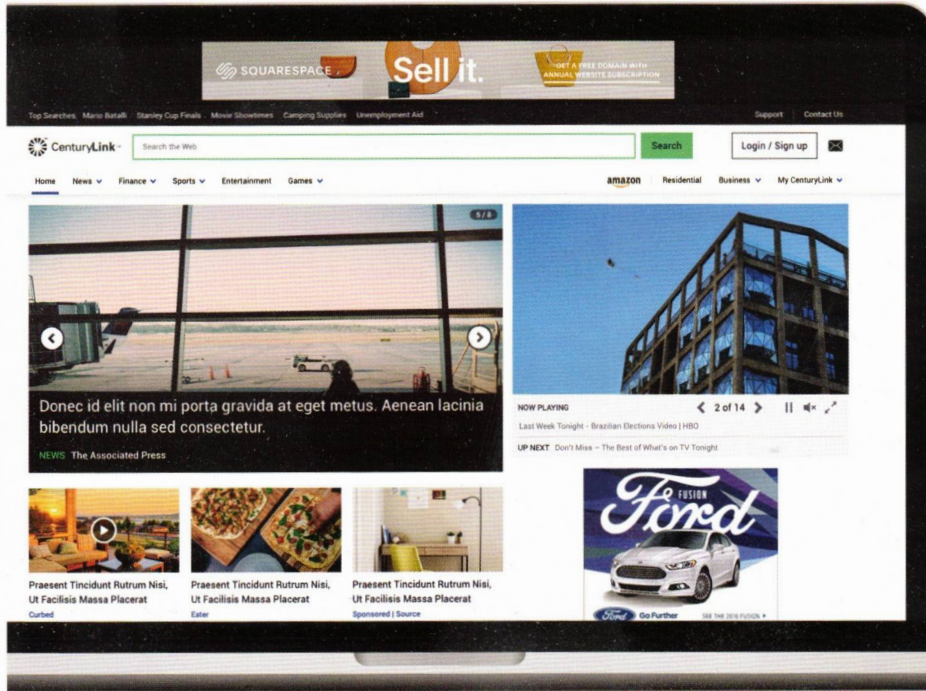 SQUARESPACE
Sell it.
GET A FREE DOMAIN WITH
ANNUAL WEBSITE SUBSCRIPTION
Top Searches Mario Batalli Stanley Cup Finals Movie Showtimes Camping Supplies Unemployment Aid
Support Contact Us
CenturyLink
Search the Web
Search
Login / Sign up
Home News Finance Sports Entertainment Games
amazon Residential Business My CenturyLink
5 / 8
Donec id elit non mi porta gravida at eget metus. Aenean lacinia
bibendum nulla sed consectetur.
NEWS The Associated Press
NOW PLAYING
2 of 14
Last Week Tonight - Brazilian Elections Video | HBO
UP NEXT Don't Miss – The Best of What's on TV Tonight
Praesent Tincidunt Rutrum Nisi,
Ut Facilisis Massa Placerat
Curbed
Praesent Tincidunt Rutrum Nisi,
Ut Facilisis Massa Placerat
Eater
Praesent Tincidunt Rutrum Nisi,
Ut Facilisis Massa Placerat
Sponsored | Source
FUSION
Ford
Ford
Go Further
SEE THE 2016 FUSION